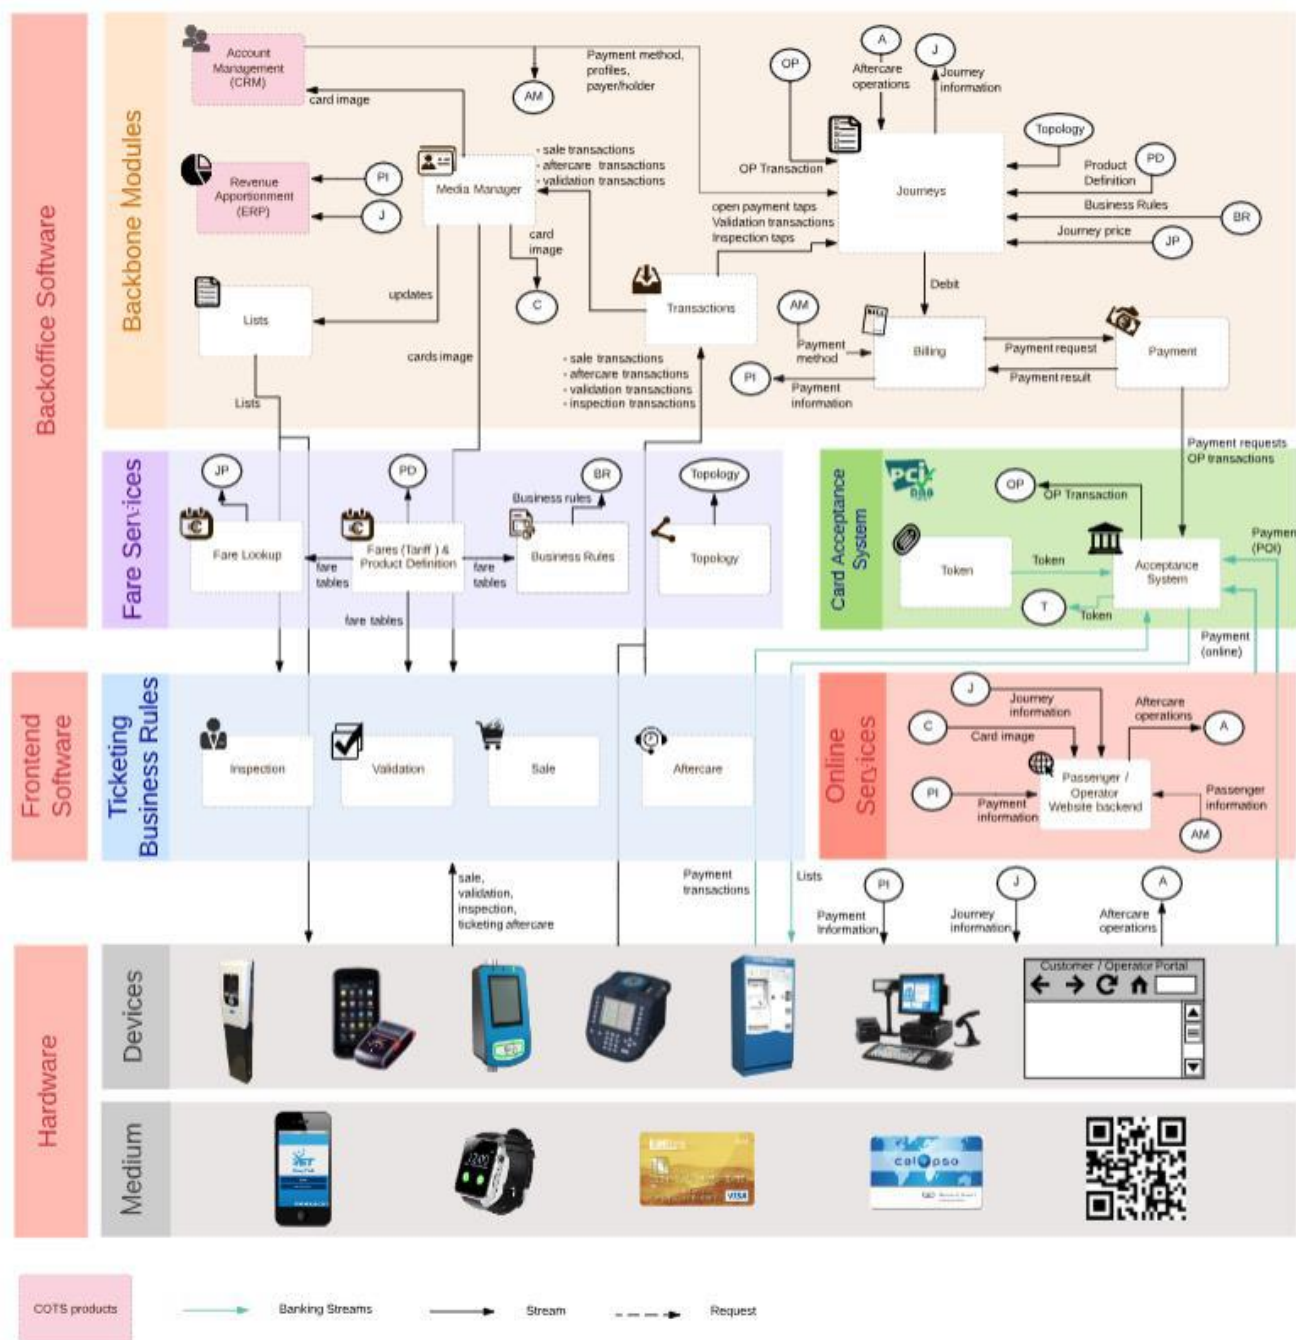 Backoffice Software
Backbone Modules
Account
Management
(CRM)
card image
AM
Payment method,
profiles,
payer/holder
OP
A
Aftercare
operations
J
Journey
information
Revenue
Apportionment
(ERP)
PI
J
Media Manager
- sale transactions
- aftercare transactions
- validation transactions
OP Transaction
Journeys
Topology
Product
Definition
PD
Business Rules
BR
Journey price
JP
open payment taps
Validation transactions
Inspection taps
card
image
C
updates
Lists
Lists
cards image
Transactions
- sale transactions
- aftercare transactions
- validation transactions
- inspection transactions
Debit
AM
Payment
method
BILL
Billing
Payment request
Payment result
Payment
PI
Payment
information
Payment requests
OP transactions
Fare Services
JP
Fare Lookup
fare
tables
PD
Fares (Tariff ) &
Product Definition
fare
tables
fare tables
Business rules
BR
Business Rules
Topology
Topology
Card Acceptance
System
PCI
OP
OP Transaction
Token
Token
T
Token
Acceptance
System
Payment
(POI)
Payment
(online)
Frontend
Software
Ticketing
Business Rules
Inspection
Validation
Sale
Aftercare
Online
Services
J
Journey
information
C
Card image
PI
Payment
information
Passenger /
Operator
Website backend
Aftercare
operations
A
Passenger
information
AM
sale,
validation,
inspection,
ticketing aftercare
Payment
transactions
Lists
PI
Payment
Information
J
Journey
information
A
Aftercare
operations
Hardware
Devices
Customer / Operator Portal
Medium
12:00
VISA
calypso
COTS products
Banking Streams
Stream
Request